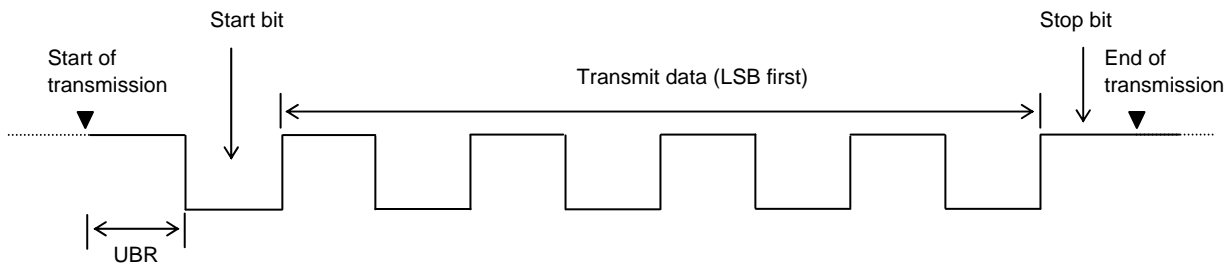 Start bit
Stop bit
Start of
transmission
End of
transmission
Transmit data (LSB first)
UBR